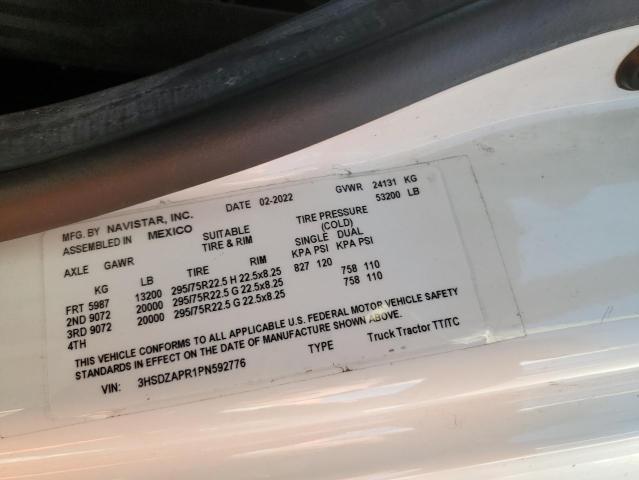 MFG. BY NAVISTAR, INC. DATE 02-2022 GVWR 24131 KG
ASSEMBLED IN MEXICO 53200 LB
SUITABLE TIRE PRESSURE
TIRE & RIM (COLD)
AXLE GAWR SINGLE DUAL
KG LB TIRE RIM KPA PSI KPA PSI
FRT 5987 13200 295/75R22.5 H 22.5x8.25 827 120
2ND 9072 20000 295/75R22.5 G 22.5x8.25 758 110
3RD 9072 20000 295/75R22.5 G 22.5x8.25 758 110
4TH
THIS VEHICLE CONFORMS TO ALL APPLICABLE U.S. FEDERAL MOTOR VEHICLE SAFETY
STANDARDS IN EFFECT ON THE DATE OF MANUFACTURE SHOWN ABOVE.
VIN: 3HSDZAPR1PN592776 TYPE Truck Tractor TT/TC